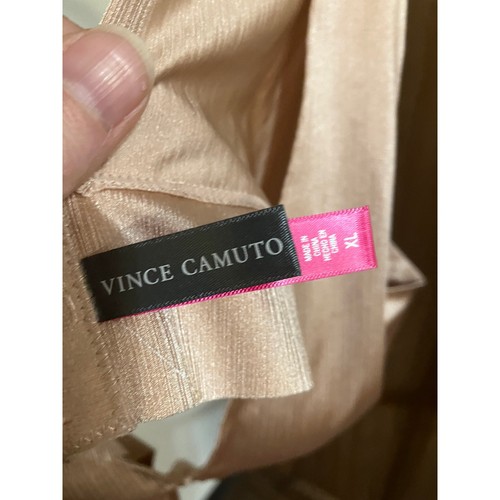 VINCE CAMUTO
MADE IN
CHINA
HECHO EN
CHINA
XL